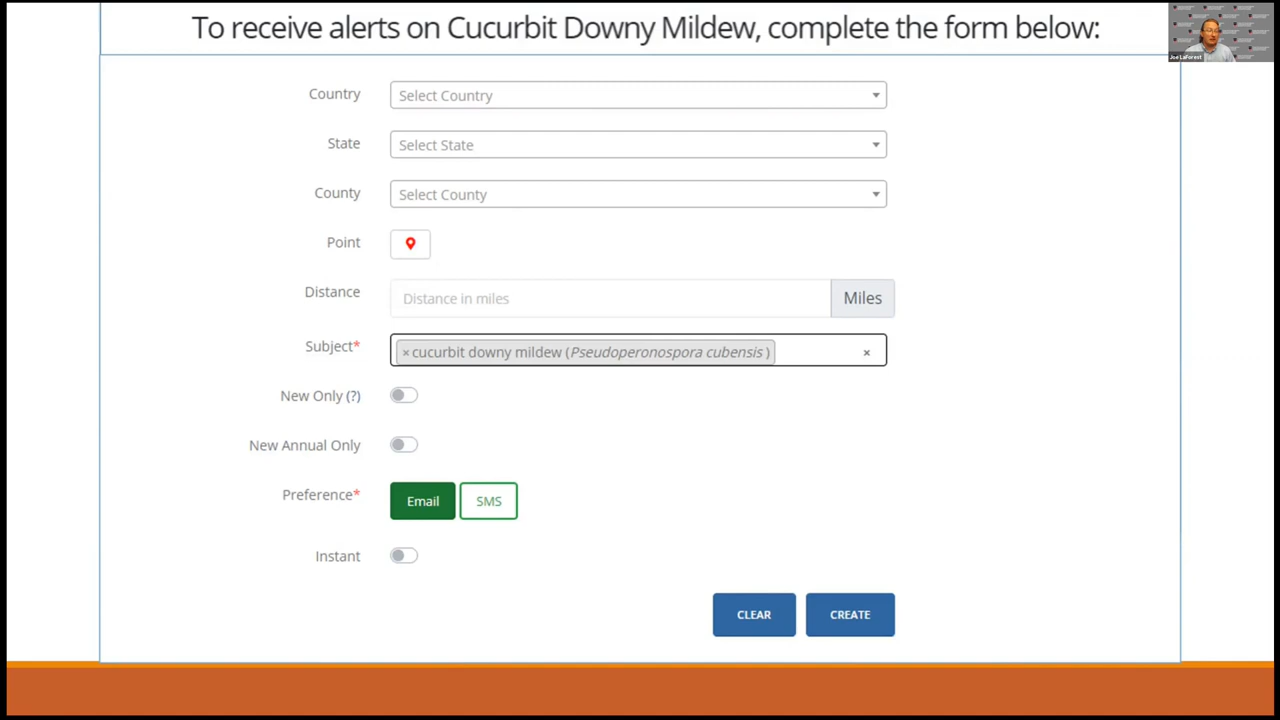 To receive alerts on Cucurbit Downy Mildew, complete the form below:
Joe LaForest
Country Select Country
State Select State
County Select County
Point
Distance Distance in miles Miles
Subject* × cucurbit downy mildew (Pseudoperonospora cubensis ) ×
New Only (?)
New Annual Only
Preference* Email SMS
Instant
CLEAR CREATE